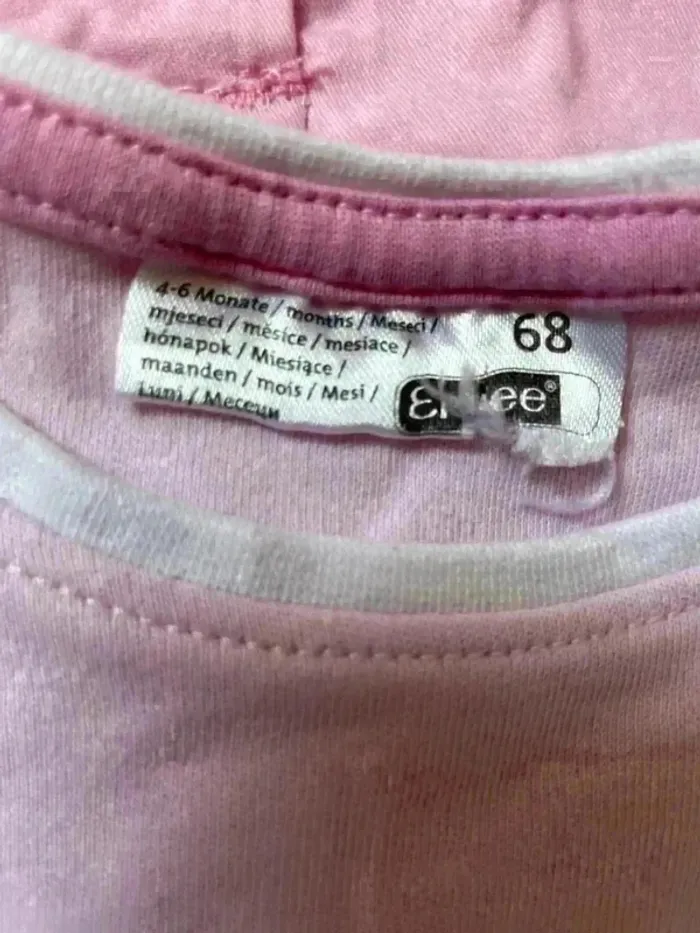 4-6 Monate / months / Meseci /
mjeseci / měsíce / mesiace /
hónapok / Miesiące /
maanden / mois / Mesi /
Luni / Месеци
68